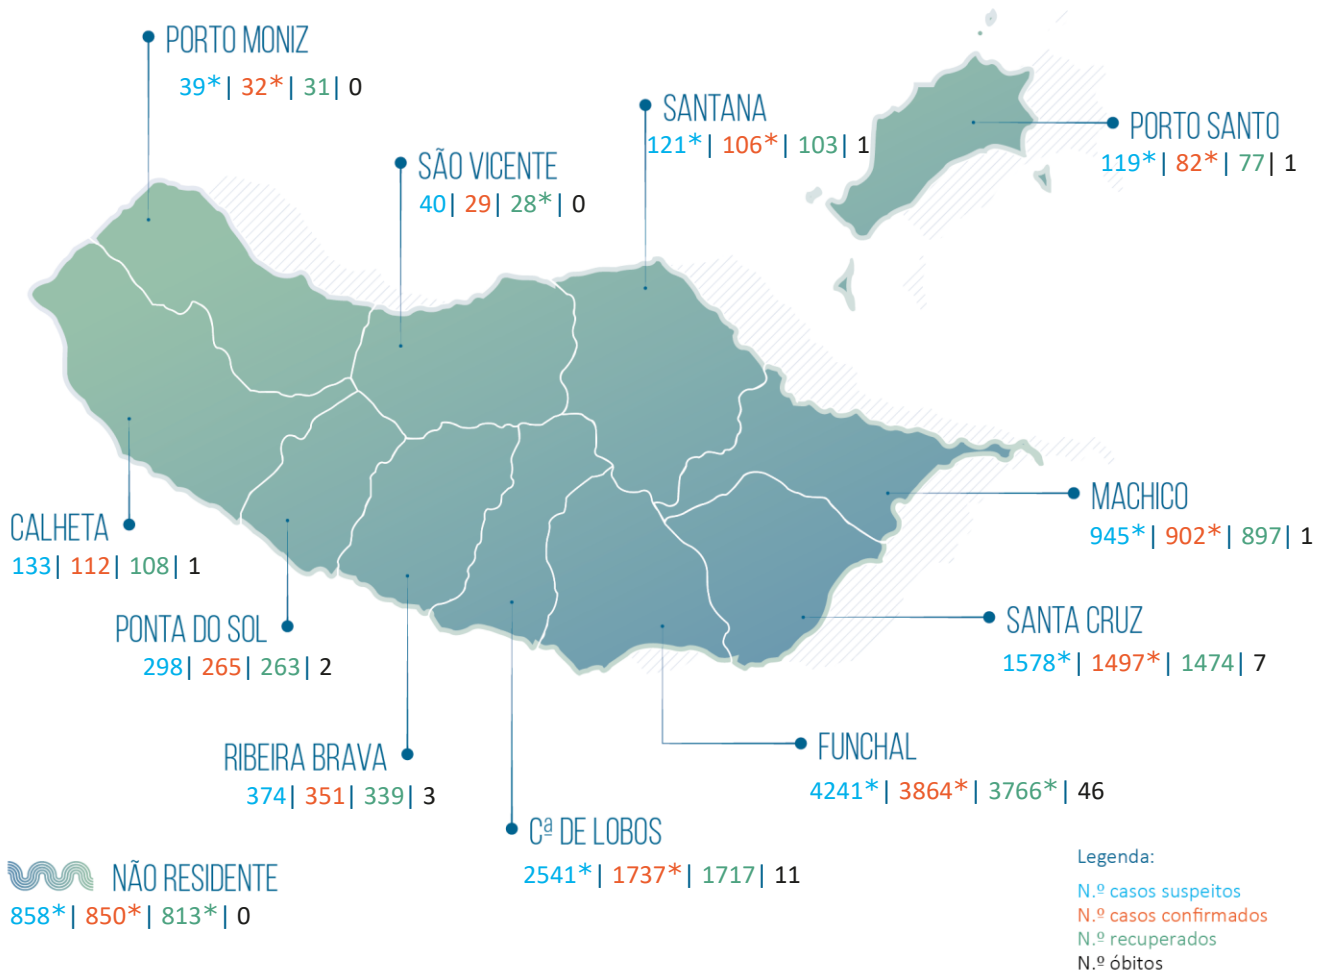 PORTO MONIZ
39*| 32*| 31| 0
SANTANA
121*| 106*| 103| 1
PORTO SANTO
119*| 82*| 77| 1
SÃO VICENTE
40| 29| 28*| 0
MACHICO
945*| 902*| 897| 1
CALHETA
133| 112| 108| 1
SANTA CRUZ
1578*| 1497*| 1474| 7
PONTA DO SOL
298| 265| 263| 2
FUNCHAL
4241*| 3864*| 3766*| 46
RIBEIRA BRAVA
374| 351| 339| 3
Cª DE LOBOS
2541*| 1737*| 1717| 11
NÃO RESIDENTE
858*| 850*| 813*| 0
Legenda:
N.º casos suspeitos
N.º casos confirmados
N.º recuperados
N.º óbitos